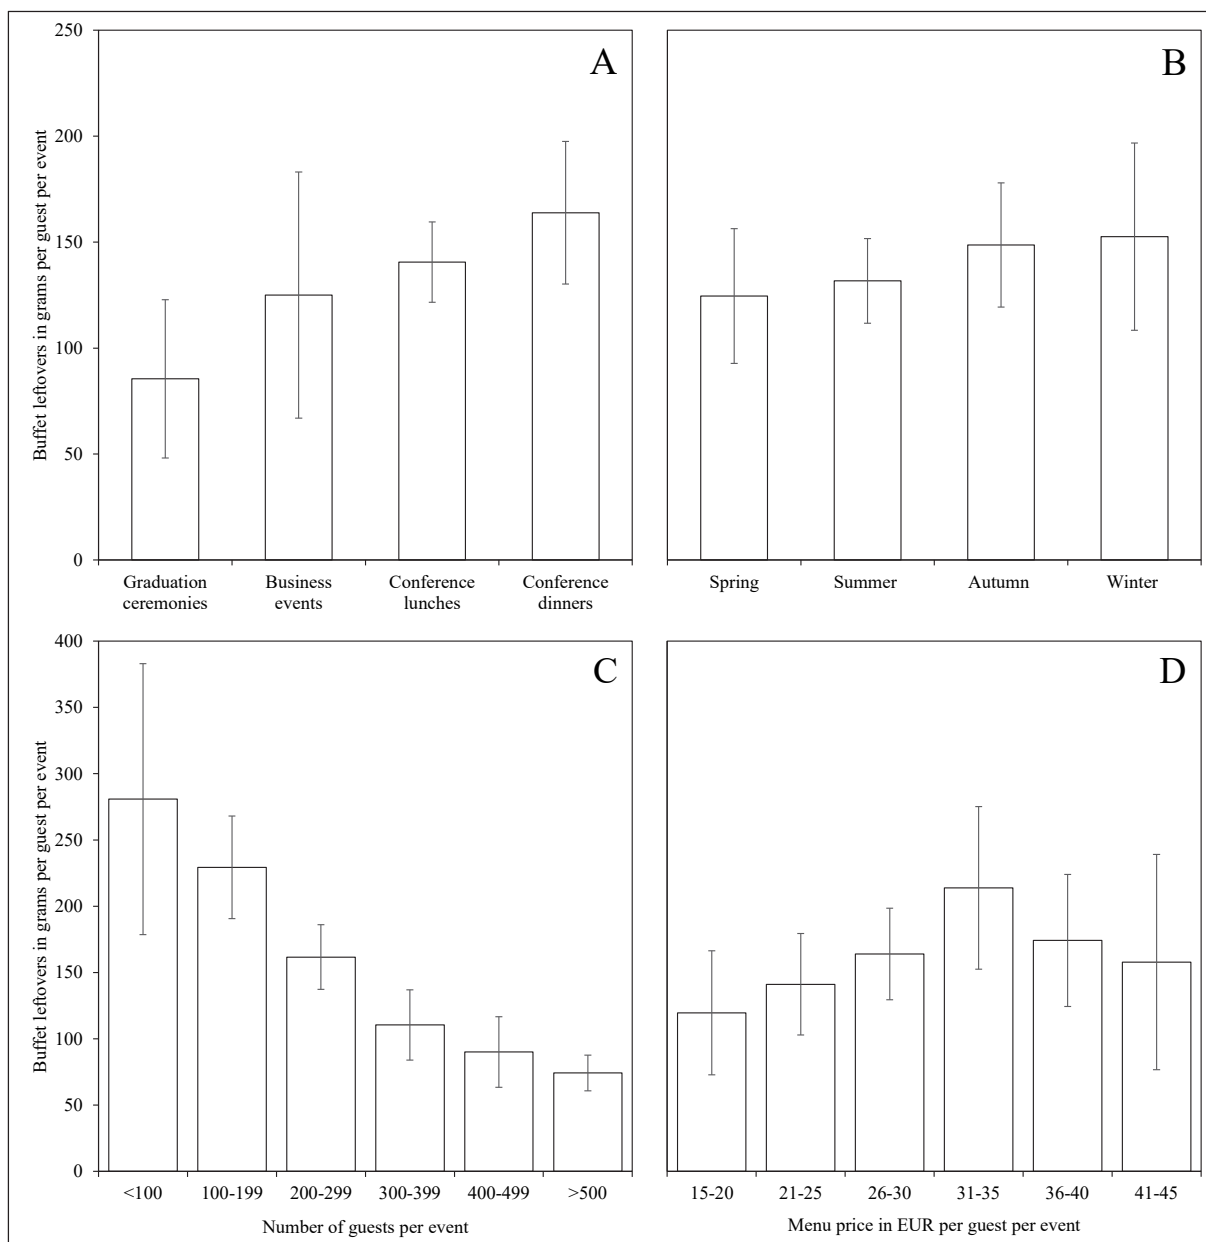 Buffet leftovers in grams per guest per event
250
200
150
100
50
0
A
Graduation ceremonies
Business events
Conference lunches
Conference dinners
B
Spring
Summer
Autumn
Winter
Buffet leftovers in grams per guest per event
400
350
300
250
200
150
100
50
0
C
<100
100-199
200-299
300-399
400-499
>500
Number of guests per event
D
15-20
21-25
26-30
31-35
36-40
41-45
Menu price in EUR per guest per event